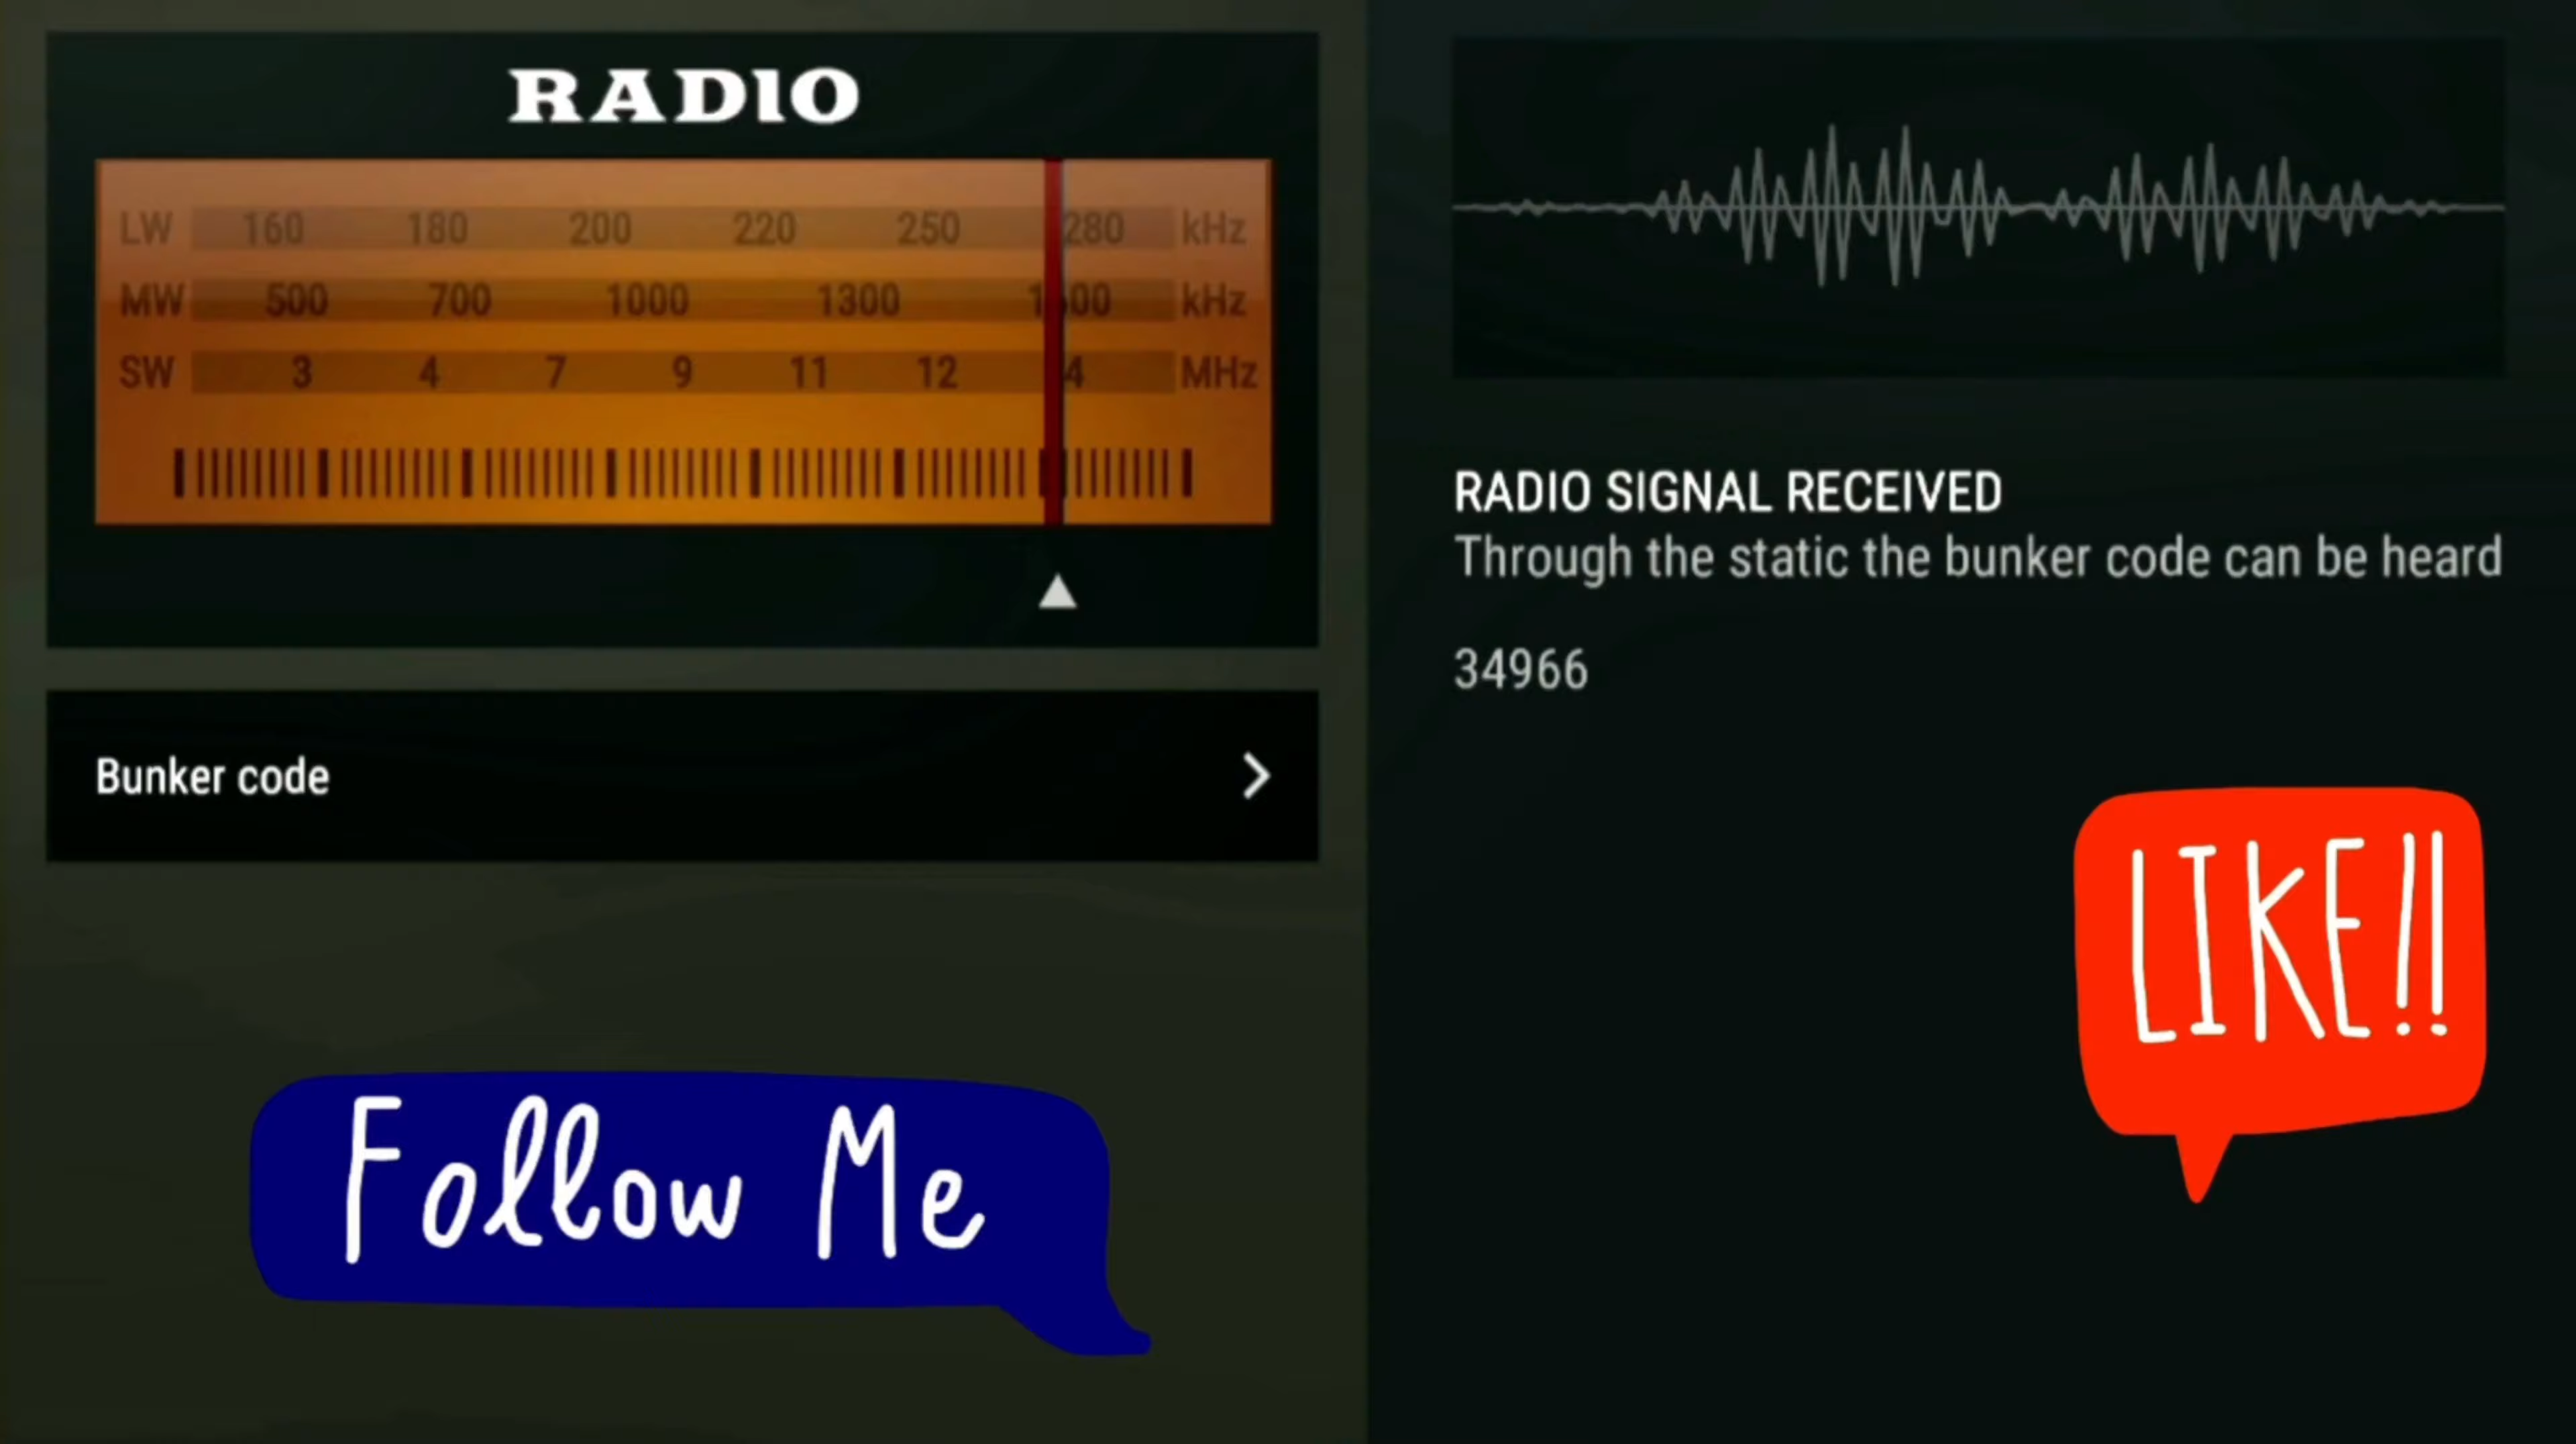 RADIO
LW 160 180 200 220 250 280 kHz
MW 500 700 1000 1300 kHz
SW 3 4 7 9 11 12 4 MHz
Bunker code
RADIO SIGNAL RECEIVED
Through the static the bunker code can be heard
34966
LIKE!!
Follow Me